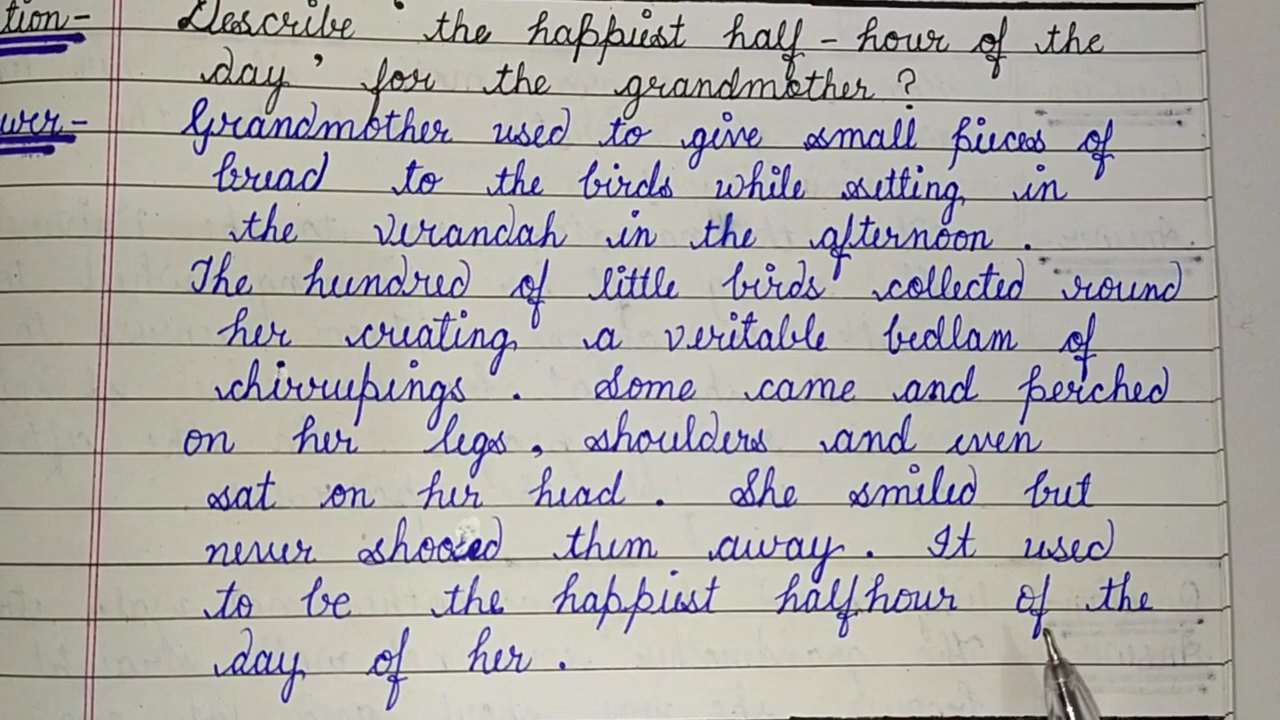 tion- Describe ' the happiest half - hour of the
day ' for the grandmother ?
wer- Grandmother used to give small pieces of
bread to the birds while setting in
the verandah in the afternoon .
The hundred of little birds collected round
her creating a veritable bedlam of
chirrupings . Some came and perched
on her legs , shoulders and even
sat on her head . She smiled but
never shooed them away . It used
to be the happiest halfhour of the
day of her .